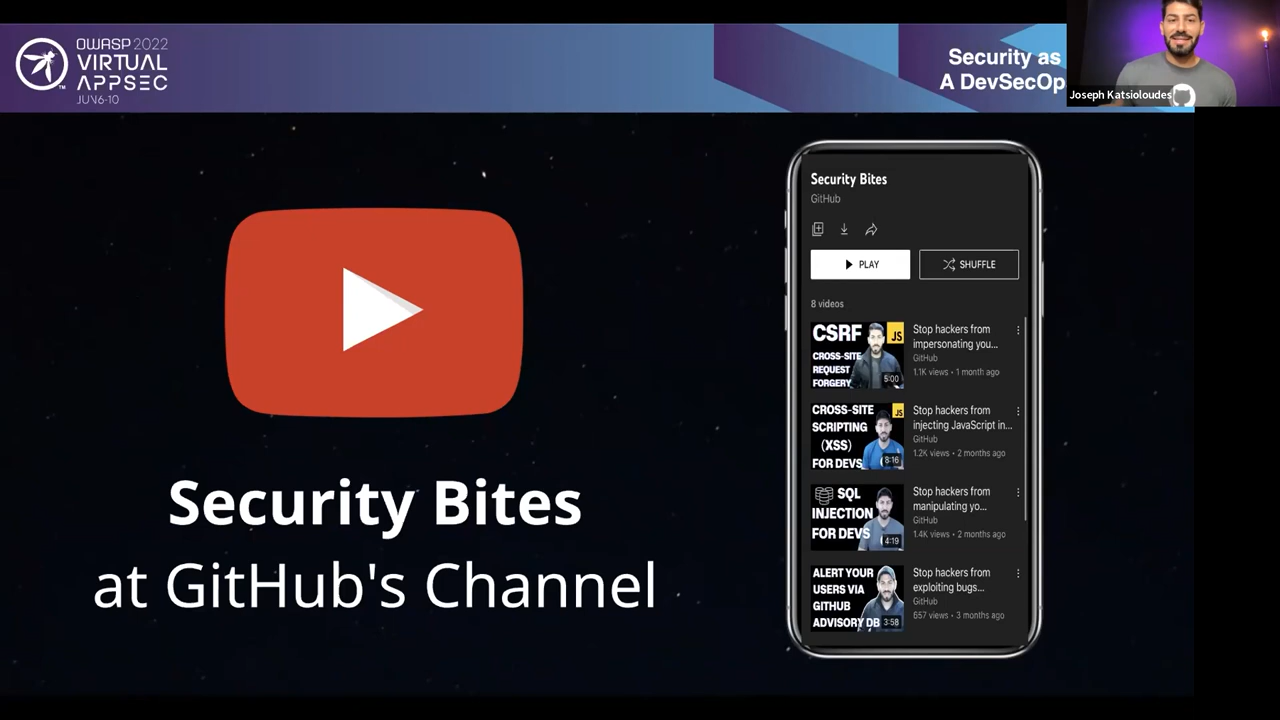 OWASP 2022
VIRTUAL
APPSEC
JUN 6-10
TM
Security as
A DevSecOp
Joseph Katsioloudes
Security Bites
at GitHub's Channel
Security Bites
GitHub
PLAY
SHUFFLE
8 videos
CSRF
CROSS-SITE
REQUEST
FORGERY
JS
5:00
Stop hackers from
impersonating you...
GitHub
1.1K views • 1 month ago
CROSS-SITE
SCRIPTING
(XSS)
FOR DEVS
JS
8:16
Stop hackers from
injecting JavaScript in...
GitHub
1.2K views • 2 months ago
SQL
INJECTION
FOR DEVS
4:19
Stop hackers from
manipulating yo...
GitHub
1.4K views • 2 months ago
ALERT YOUR
USERS VIA
GITHUB
ADVISORY DB
3:58
Stop hackers from
exploiting bugs...
GitHub
657 views • 3 months ago